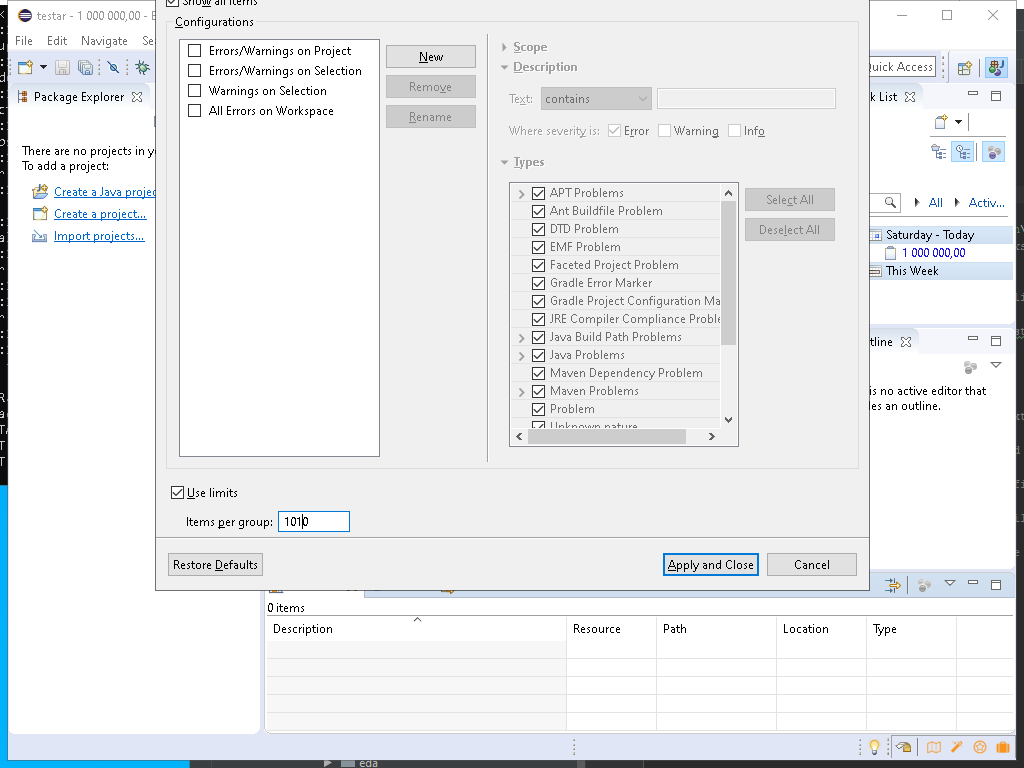 Show all items
testar - 1 000 000,00 - E
File Edit Navigate Se
Quick Access
Package Explorer
There are no projects in y
To add a project:
Create a Java projec
Create a project...
Import projects...
Configurations
Errors/Warnings on Project
Errors/Warnings on Selection
Warnings on Selection
All Errors on Workspace
New
Remove
Rename
Scope
Description
Text: contains
Where severity is: Error Warning Info
Types
APT Problems
Ant Buildfile Problem
DTD Problem
EMF Problem
Faceted Project Problem
Gradle Error Marker
Gradle Project Configuration Ma
JRE Compiler Compliance Proble
Java Build Path Problems
Java Problems
Maven Dependency Problem
Maven Problems
Problem
Unknown nature
Select All
Deselect All
Use limits
Items per group: 1010
Restore Defaults
Apply and Close
Cancel
k List
All Activ...
Saturday - Today
1 000 000,00
This Week
tline
is no active editor that
es an outline.
0 items
Description Resource Path Location Type
eda